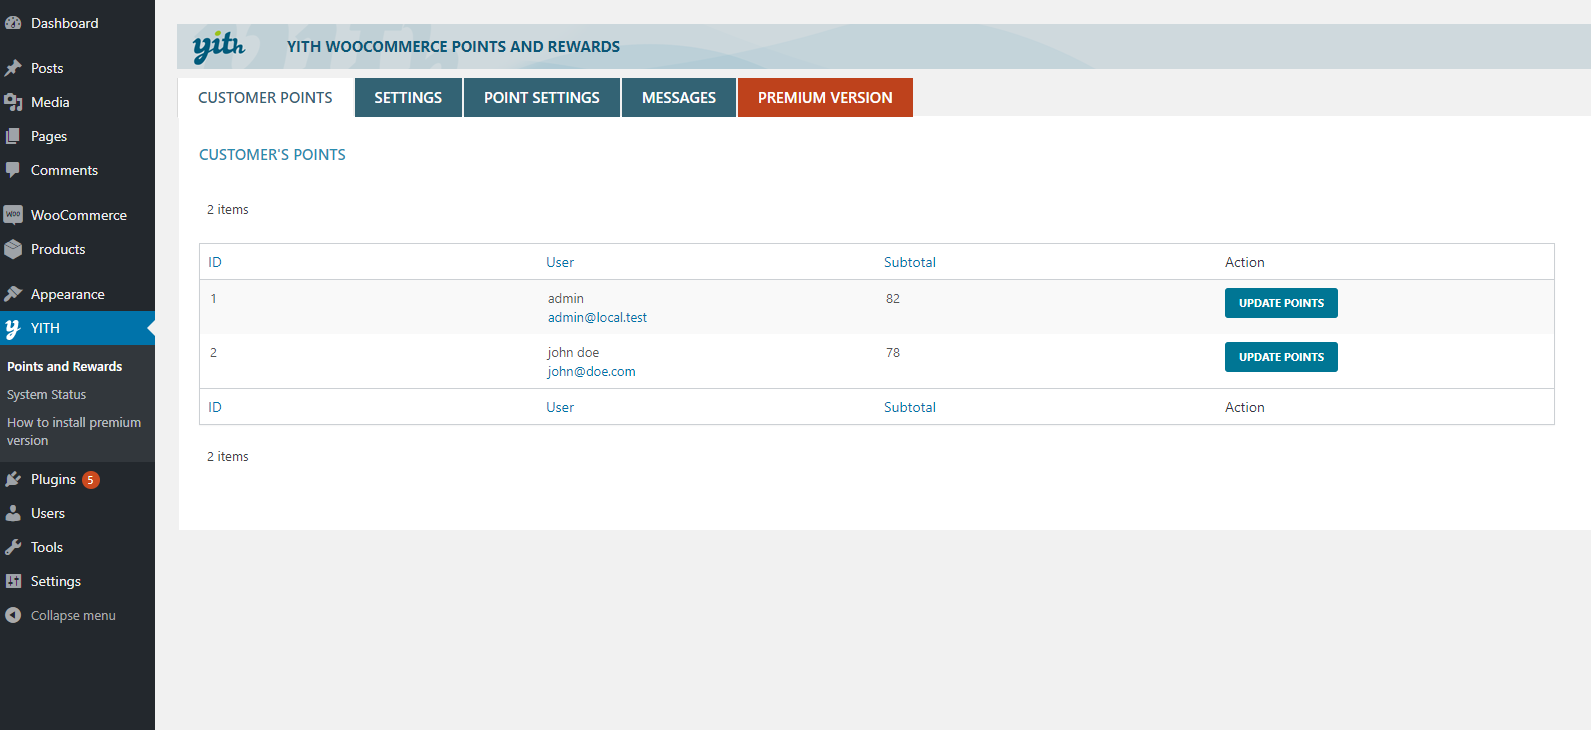 Dashboard
Posts
Media
Pages
Comments
WOO
WooCommerce
Products
Appearance
y
YITH
Points and Rewards
System Status
How to install premium
version
Plugins 5
Users
Tools
Settings
Collapse menu
yith
YITH WOOCOMMERCE POINTS AND REWARDS
CUSTOMER POINTS SETTINGS POINT SETTINGS MESSAGES PREMIUM VERSION
CUSTOMER'S POINTS
2 items
ID User Subtotal Action
1 admin 82 UPDATE POINTS
admin@local.test
2 john doe 78 UPDATE POINTS
john@doe.com
ID User Subtotal Action
2 items